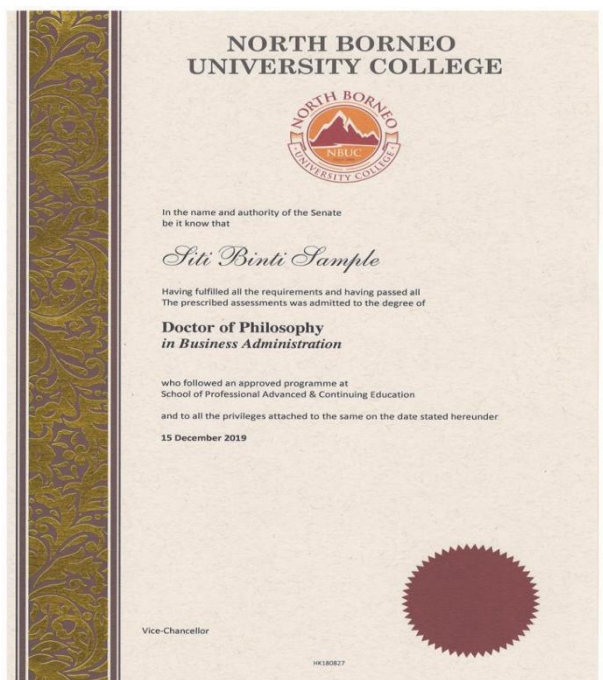 NORTH BORNEO
UNIVERSITY COLLEGE
NORTH BORNEO
NBUC
UNIVERSITY COLLEGE
In the name and authority of the Senate
be it know that
Siti Binti Sample
Having fulfilled all the requirements and having passed all
The prescribed assessments was admitted to the degree of
Doctor of Philosophy
in Business Administration
who followed an approved programme at
School of Professional Advanced & Continuing Education
and to all the privileges attached to the same on the date stated hereunder
15 December 2019
Vice-Chancellor
HK180827